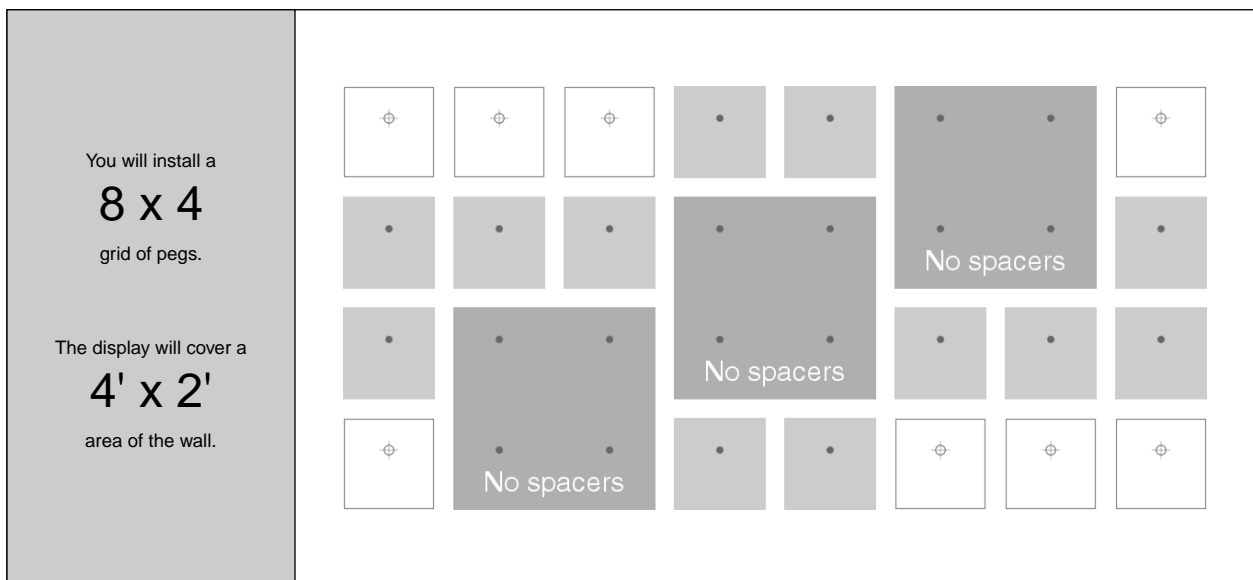 You will install a
8 x 4
grid of pegs.
The display will cover a
4' x 2'
area of the wall.
No spacers
No spacers
No spacers